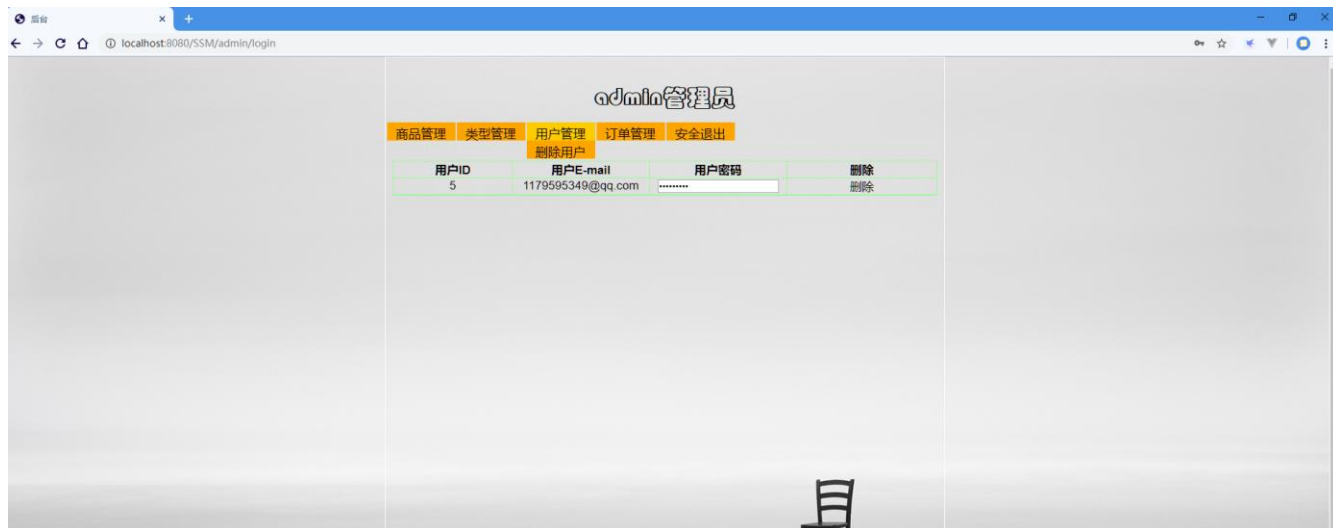 后台
localhost:8080/SSM/admin/login
admin管理员
商品管理 类型管理 用户管理 订单管理 安全退出
删除用户
用户ID 用户E-mail 用户密码 删除
5 1179595349@qq.com ········· 删除